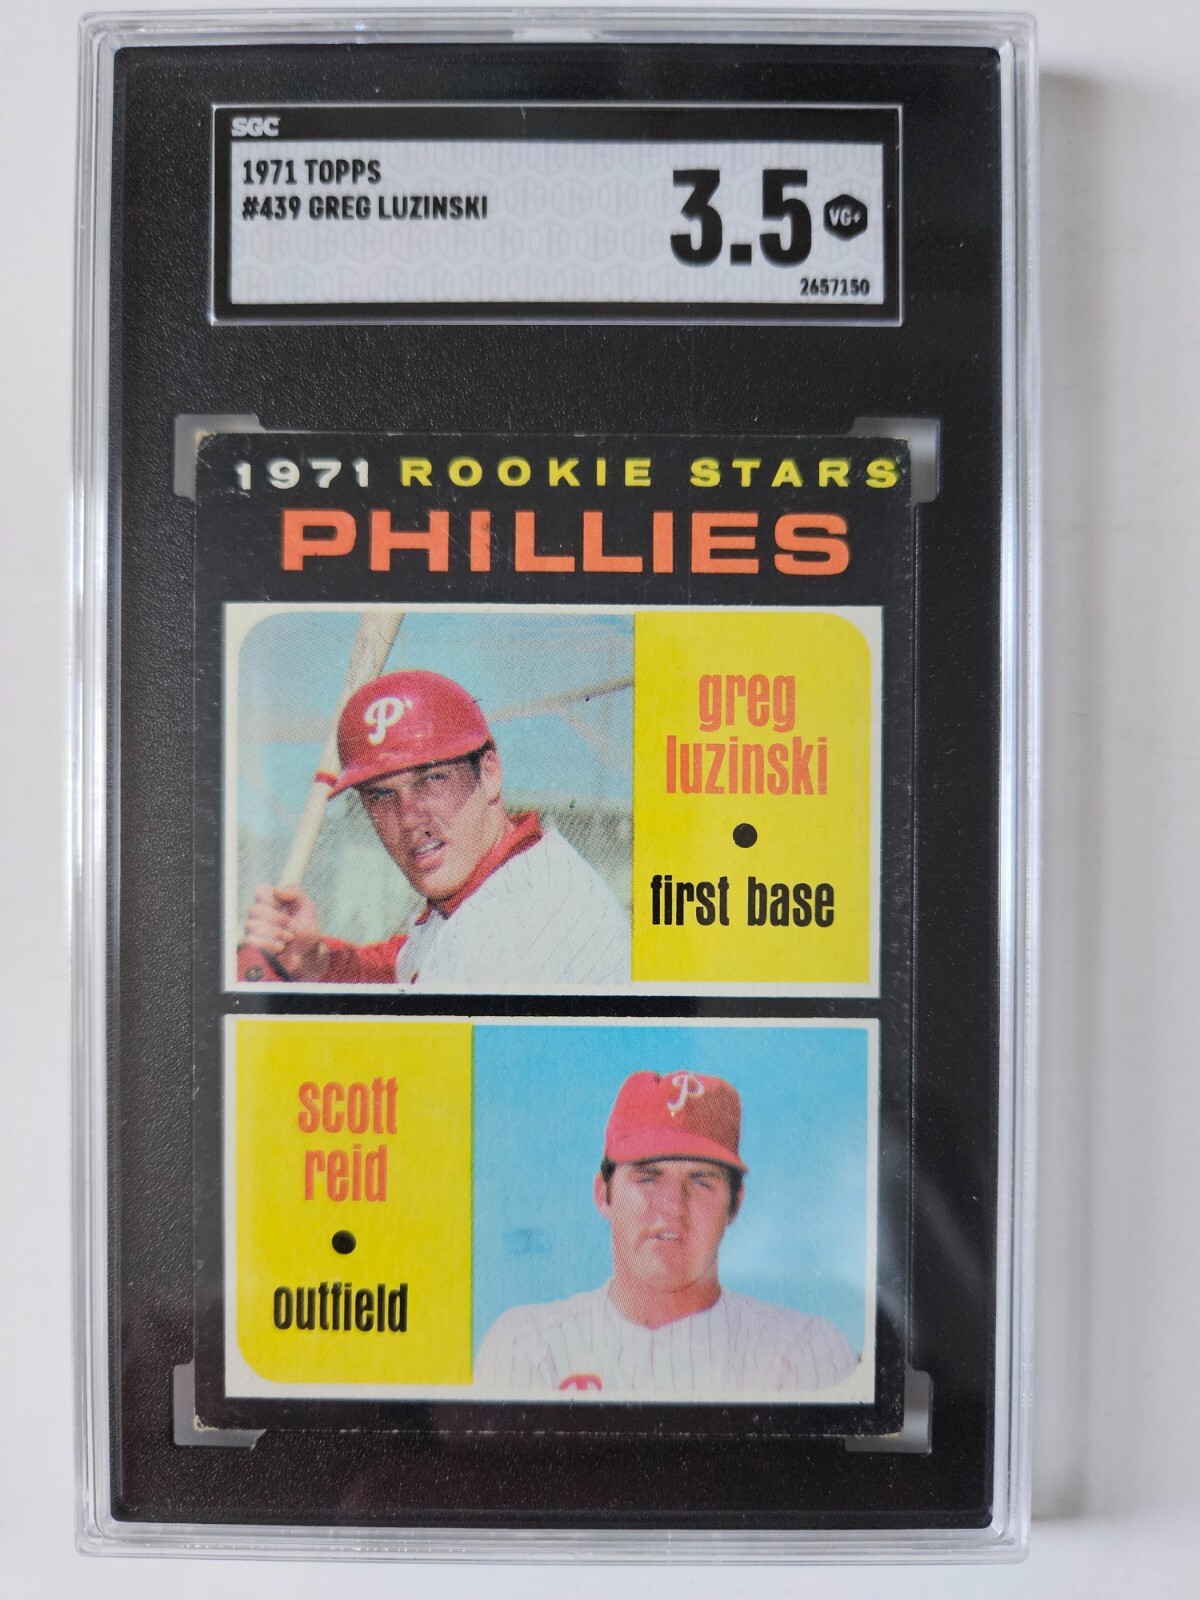 SGC
1971 TOPPS
#439 GREG LUZINSKI
3.5 VG+
2657150
1971 ROOKIE STARS
PHILLIES
P
greg
luzinski
●
first base
scott
reid
●
outfield
P